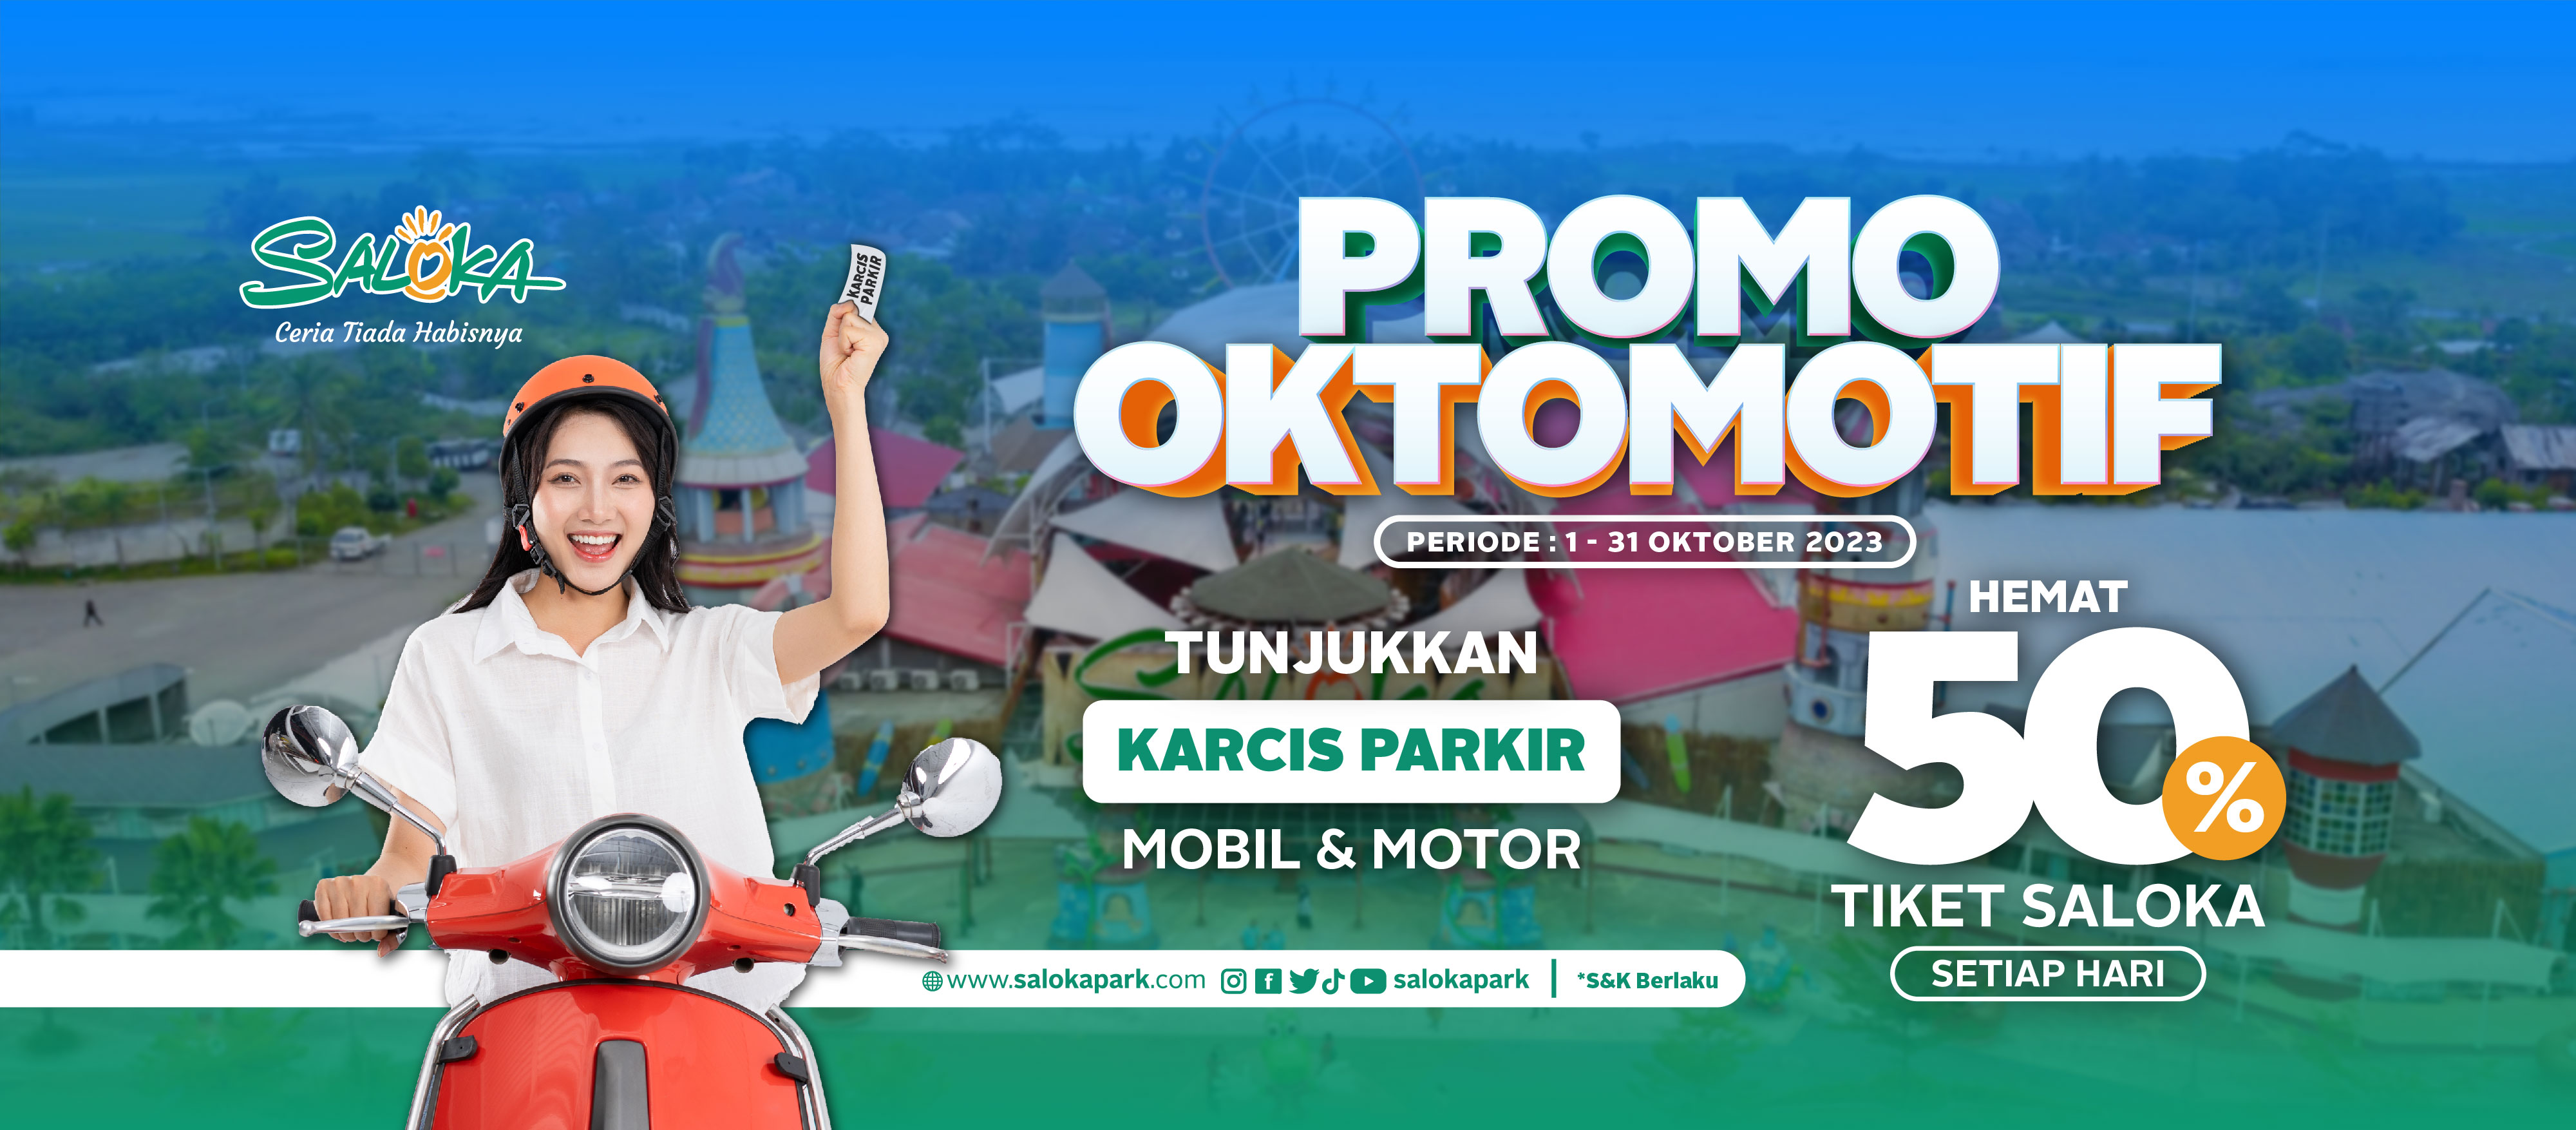 SALOKA
Ceria Tiada Habisnya
KARCIS
PARKIR
PROMO
OKTOMOTIF
PERIODE : 1 - 31 OKTOBER 2023
TUNJUKKAN
KARCIS PARKIR
MOBIL & MOTOR
HEMAT
50%
TIKET SALOKA
SETIAP HARI
www.salokapark.com salokapark | *S&K Berlaku
SALOKA